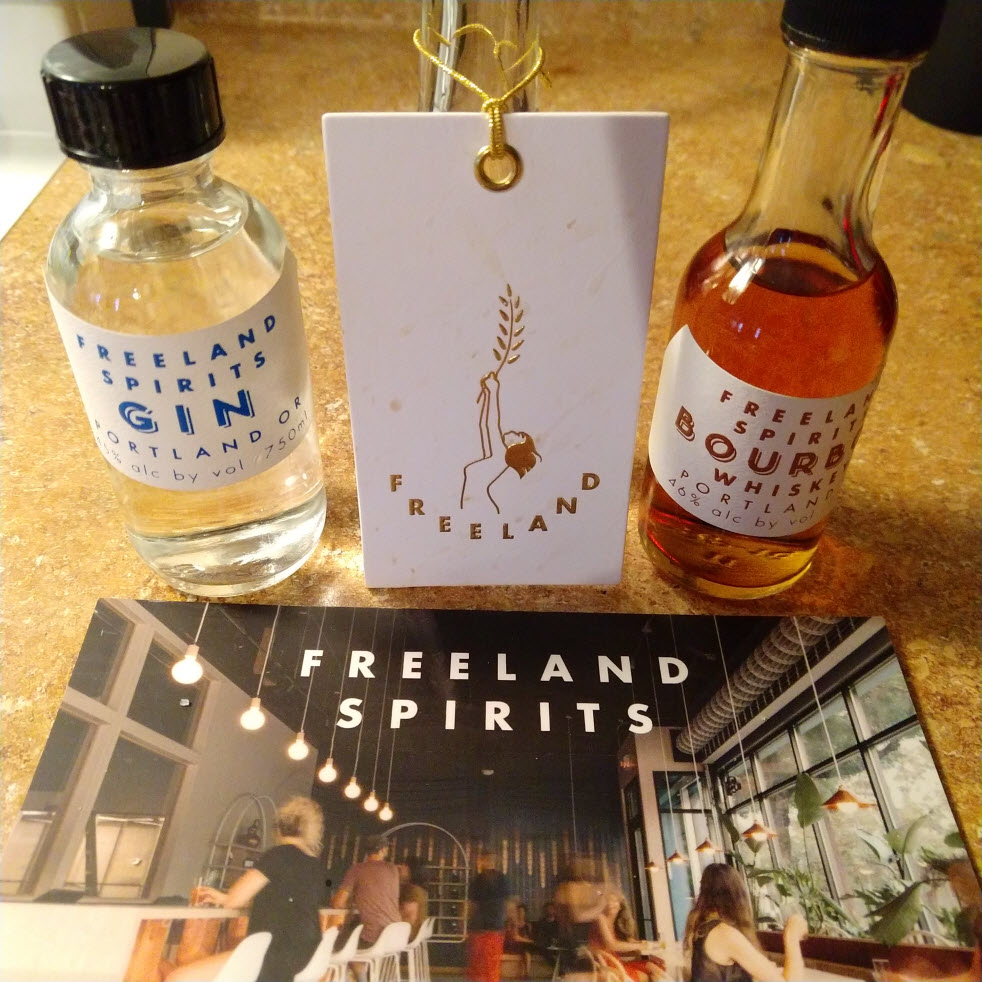 FREELAND
SPIRITS
GIN
PORTLAND OR
alc by vol 750ml
FREELAND
FREELAN
SPIRIT
BOURB
WHISKE
PORTLAND
46% alc by vol
FREELAND
SPIRITS